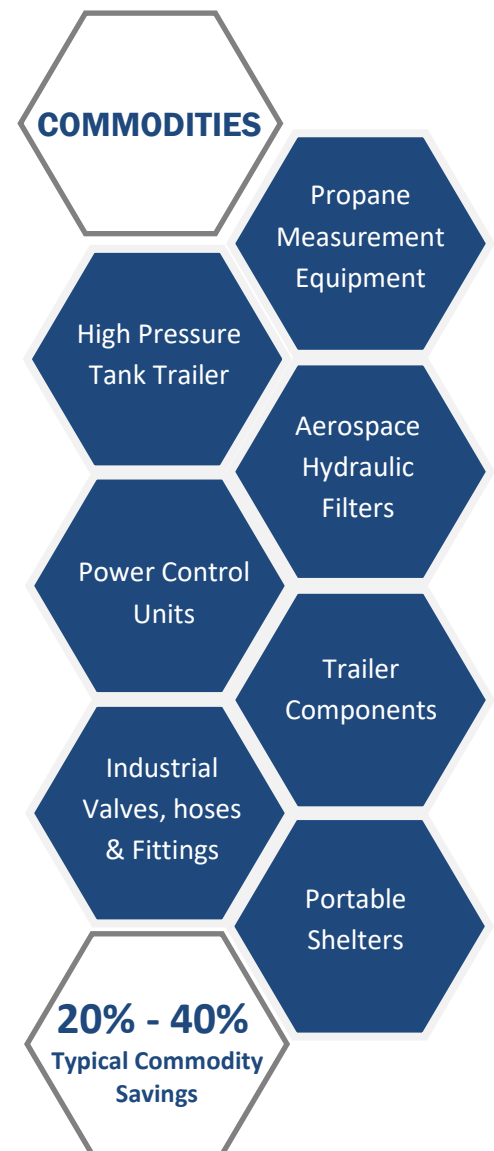 COMMODITIES
Propane
Measurement
Equipment
High Pressure
Tank Trailer
Aerospace
Hydraulic
Filters
Power Control
Units
Trailer
Components
Industrial
Valves, hoses
& Fittings
Portable
Shelters
20% - 40%
Typical Commodity
Savings